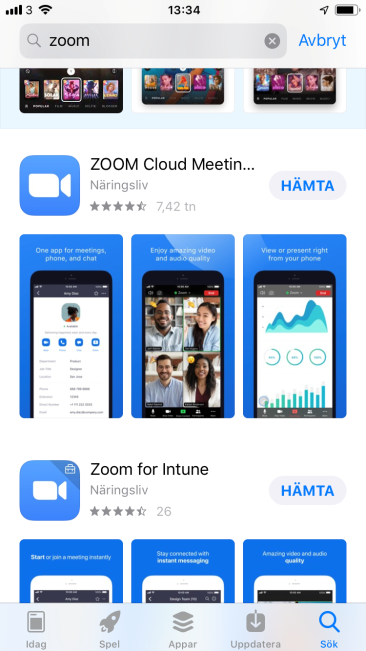 3 13:34
zoom Avbryt
POPULAR
ZOOM Cloud Meetin...
Näringsliv
7,42 tn
HÄMTA
One app for meetings,
phone, and chat
Enjoy amazing video
and audio quality
View or present right
from your phone
Zoom for Intune
Näringsliv
26
HÄMTA
Start or join a meeting instantly
Stay connected with
instant messaging
Amazing video and audio
quality
Idag Spel Appar Uppdatera Sök